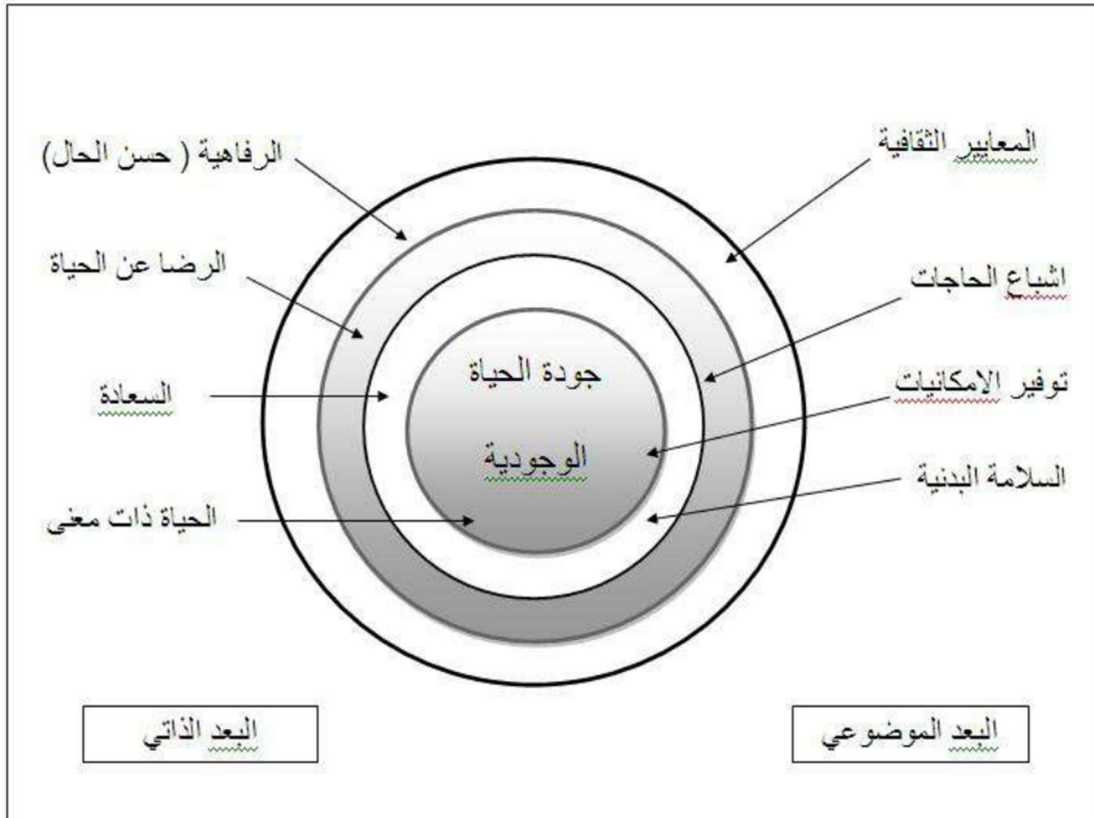 المعايير الثقافية
الرفاهية ( حسن الحال)
اشباع الحاجات
الرضا عن الحياة
توفير الامكانيات
السعادة
السلامة البدنية
الحياة ذات معنى
جودة الحياة
الوجودية
البعد الموضوعي
البعد الذاتي